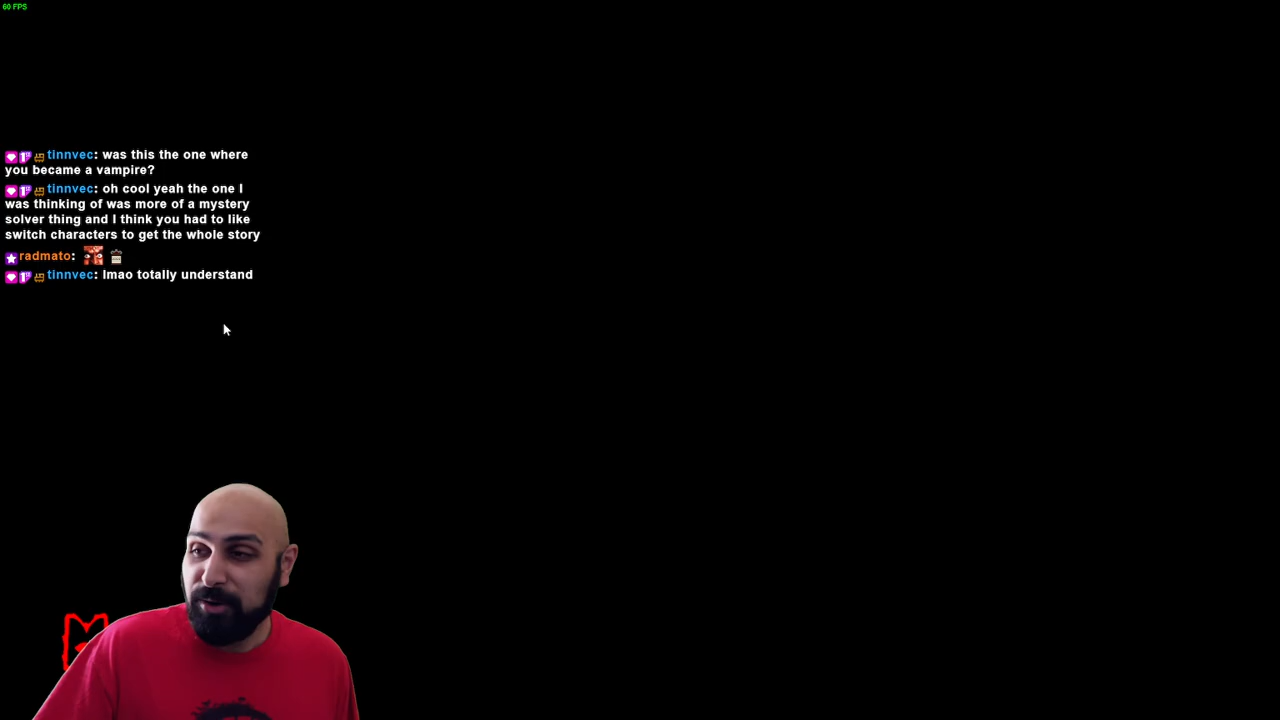 60 FPS
tinnvec: was this the one where
you became a vampire?
tinnvec: oh cool yeah the one I
was thinking of was more of a mystery
solver thing and I think you had to like
switch characters to get the whole story
radmato:
tinnvec: lmao totally understand